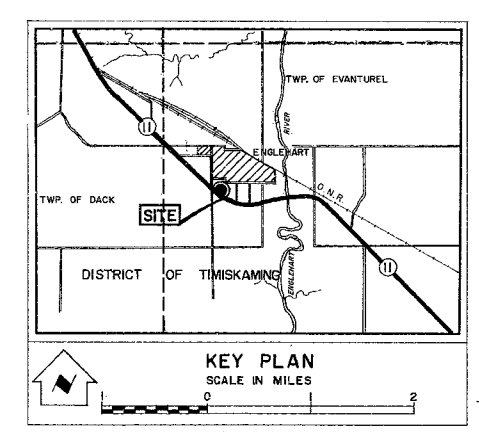 TWP. OF EVANTUREL
RIVER
11
ENGLEHART
O.N.R.
TWP. OF DACK
SITE
11
DISTRICT OF TIMISKAMING
ENGLEHART
KEY PLAN
SCALE IN MILES
N
0 1 2